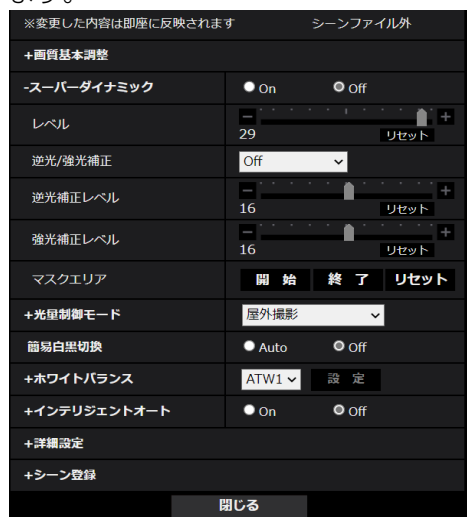 ※変更した内容は即座に反映されます シーンファイル外
+画質基本調整
-スーパーダイナミック On Off
レベル - +
29 リセット
逆光/強光補正 Off
逆光補正レベル - +
16 リセット
強光補正レベル - +
16 リセット
マスクエリア 開 始 終 了 リセット
+光量制御モード 屋外撮影
簡易白黒切換 Auto Off
+ホワイトバランス ATW1 設 定
+インテリジェントオート On Off
+詳細設定
+シーン登録
閉じる